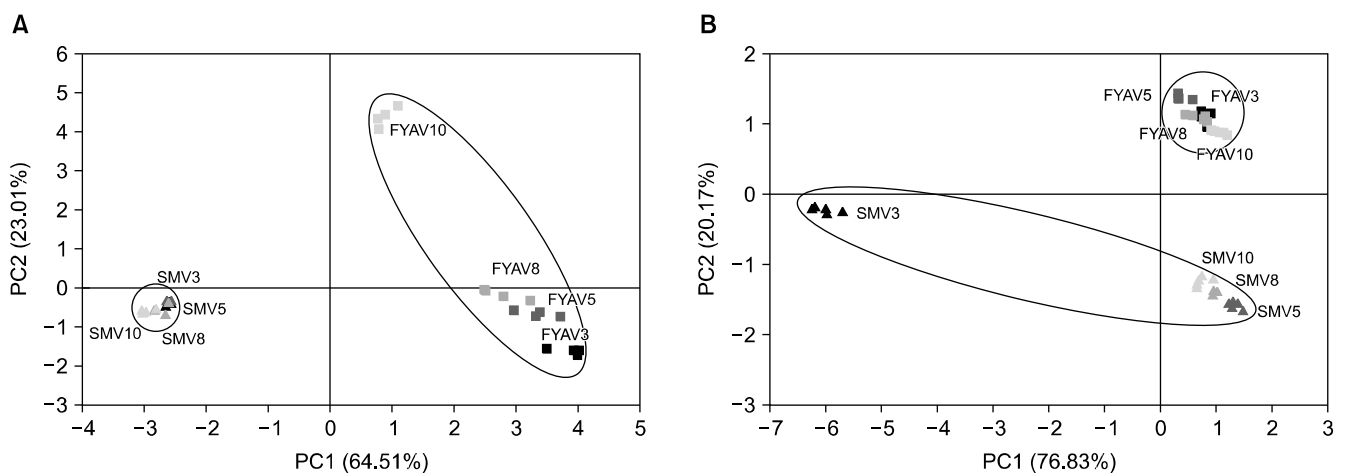 A
6
5
4
3
2
1
0
−1
−2
−3
PC2 (23.01%)
FYAV10
FYAV8
FYAV5
FYAV3
SMV3
SMV5
SMV10
SMV8
−4 −3 −2 −1 0 1 2 3 4 5
PC1 (64.51%)
B
2
1
0
−1
−2
−3
PC2 (20.17%)
FYAV5
FYAV3
FYAV8
FYAV10
SMV3
SMV10
SMV8
SMV5
−7 −6 −5 −4 −3 −2 −1 0 1 2 3
PC1 (76.83%)